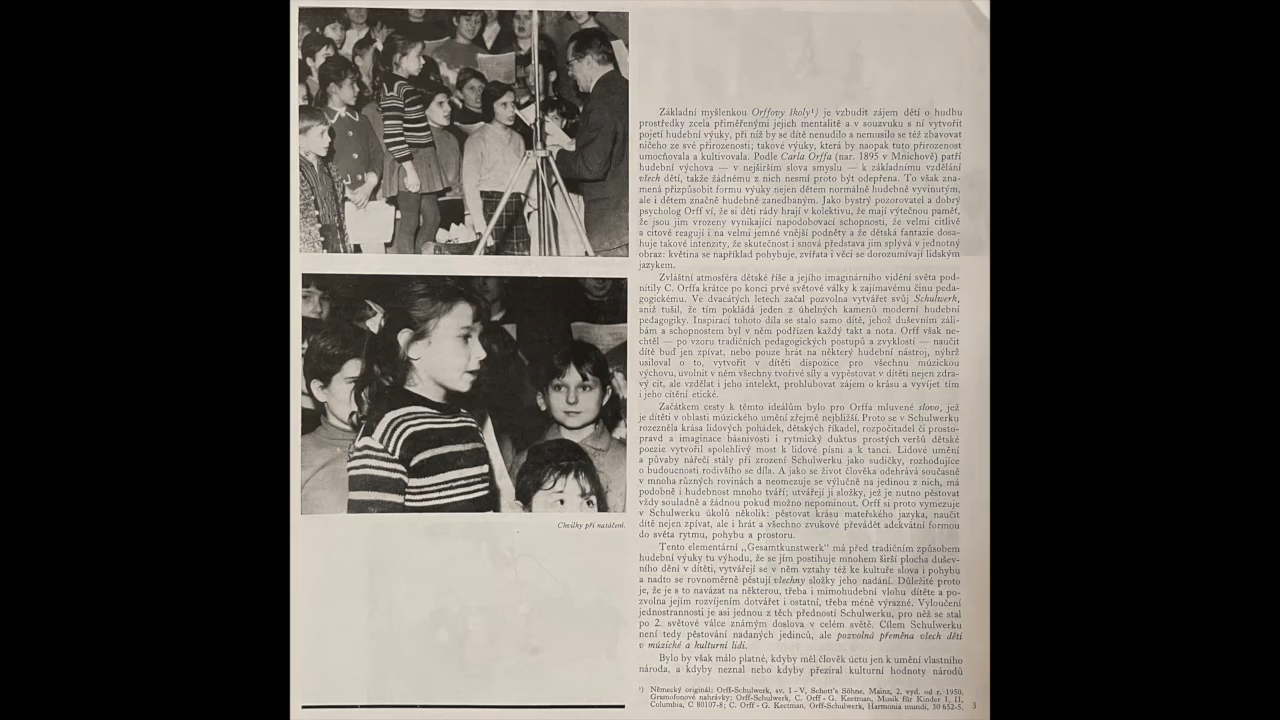 Chvilky při natáčení.
Základní myšlenkou Orffovy školy¹) je vzbudit zájem dětí o hudbu
prostředky zcela přiměřenými jejich mentalitě a v souzvuku s ní vytvořit
pojetí hudební výuky, při níž by se dítě nenudilo a nemusilo se též zbavovat
ničeho ze své přirozenosti; takové výuky, která by naopak tuto přirozenost
umocňovala a kultivovala. Podle Carla Orffa (nar. 1895 v Mnichově) patří
hudební výchova — v nejširším slova smyslu — k základnímu vzdělání
všech dětí, takže žádnému z nich nesmí proto být odepřena. To však zna-
mená přizpůsobit formu výuky nejen dětem normálně hudebně vyvinutým,
ale i dětem značně hudebně zanedbaným. Jako bystrý pozorovatel a dobrý
psycholog Orff ví, že si děti rády hrají v kolektivu, že mají výtečnou paměť,
že jsou jim vrozeny vynikající napodobovací schopnosti, že velmi citlivě
a citově reagují i na velmi jemné vnější podněty a že dětská fantazie dosa-
huje takové intenzity, že skutečnost i snová představa jim splývá v jednotný
obraz: květina se například pohybuje, zvířata i věci se dorozumívají lidským
jazykem.
Zvláštní atmosféra dětské říše a jejího imaginárního vidění světa pod-
nítily C. Orffa krátce po konci prvé světové války k zajímavému činu peda-
gogickému. Ve dvacátých letech začal pozvolna vytvářet svůj Schulwerk,
aniž tušil, že tím pokládá jeden z úhelných kamenů moderní hudební
pedagogiky. Inspirací tohoto díla se stalo samo dítě, jehož duševním záli-
bám a schopnostem byl v něm podřízen každý takt a nota. Orff však ne-
chtěl — po vzoru tradičních pedagogických postupů a zvyklostí — naučit
dítě buď jen zpívat, nebo pouze hrát na některý hudební nástroj, nýbrž
usiloval o to, vytvořit v dítěti dispozice pro všechnu múzickou
výchovu, uvolnit v něm všechny tvořivé síly a vypěstovat v dítěti nejen zdra-
vý cit, ale vzdělat i jeho intelekt, prohlubovat zájem o krásu a vyvíjet tím
i jeho cítění etické.
Začátkem cesty k těmto ideálům bylo pro Orffa mluvené slovo, jež
je dítěti v oblasti múzického umění zřejmě nejbližší. Proto se v Schulwerku
rozezněla krása lidových pohádek, dětských říkadel, rozpočitadel či prosto-
pravd a imaginace básnivosti i rytmický duktus prostých veršů dětské
poezie vytvořil spolehlivý most k lidové písni a k tanci. Lidové umění
a půvaby nářečí stály při zrození Schulwerku jako sudičky, rozhodujíce
o budoucnosti rodivšího se díla. A jako se život člověka odehrává současně
v mnoha různých rovinách a neomezuje se výlučně na jedinou z nich, má
podobně i hudebnost mnoho tváří; utvářejí ji složky, jež je nutno pěstovat
vždy souladně a žádnou pokud možno nepominout. Orff si proto vymezuje
v Schulwerku úkolů několik: pěstovat krásu mateřského jazyka, naučit
dítě nejen zpívat, ale i hrát a všechno zvukové převádět adekvátní formou
do světa rytmu, pohybu a prostoru.
Tento elementární „Gesamtkunstwerk" má před tradičním způsobem
hudební výuky tu výhodu, že se jím postihuje mnohem širší plocha dušev-
ního dění v dítěti, vytvářejí se v něm vztahy též ke kultuře slova i pohybu
a nadto se rovnoměrně pěstují všechny složky jeho nadání. Důležité proto
je, že je s to navázat na některou, třeba i mimohudební vlohu dítěte a po-
zvolna jejím rozvíjením dotvářet i ostatní, třeba méně výrazné. Vyloučení
jednostrannosti je asi jednou z těch předností Schulwerku, pro něž se stal
po 2. světové válce známým doslova v celém světě. Cílem Schulwerku
není tedy pěstování nadaných jedinců, ale pozvolná přeměna všech dětí
v múzické a kulturní lidi.
Bylo by však málo platné, kdyby měl člověk úctu jen k umění vlastního
národa, a kdyby neznal nebo kdyby přezíral kulturní hodnoty národů
¹) Německý originál: Orff-Schulwerk, sv. I - V, Schott's Söhne, Mainz, 2. vyd. od r. 1950.
Gramofonové nahrávky: Orff-Schulwerk, C. Orff - G. Keetman, Musik für Kinder I, II,
Columbia, C 80107-8; C. Orff - G. Keetman, Orff-Schulwerk, Harmonia mundi, 30 652-5.
3